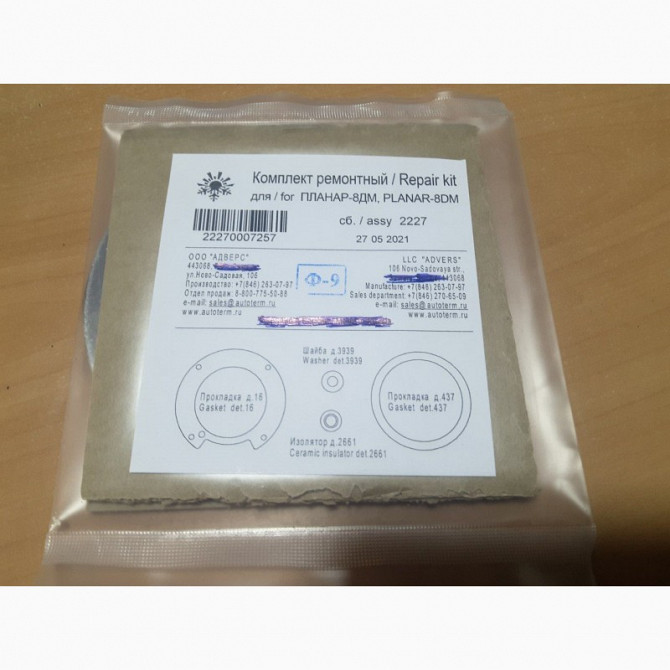 Комплект ремонтный / Repair kit
для / for ПЛАНАР-8ДМ, PLANAR-8DM
сб. / assy 2227
22270007257
27 05 2021
ООО "АДВЕРС"
443068,
ул.Ново-Садовая, 106
Производство: +7(846) 263-07-97
Отдел продаж: 8-800-775-50-88
e-mail: sales@autoterm.ru
www.autoterm.ru
Ф-9
LLC "ADVERS"
106 Novo-Sadovaya str.,
443068
Manufacture: +7(846) 263-07-97
Sales department: +7(846) 270-65-09
e-mail: sales@autoterm.ru
www.autoterm.ru
Шайба д.3939
Washer det.3939
Прокладка д.16
Gasket det.16
Прокладка д.437
Gasket det.437
Изолятор д.2661
Ceramic insulator det.2661